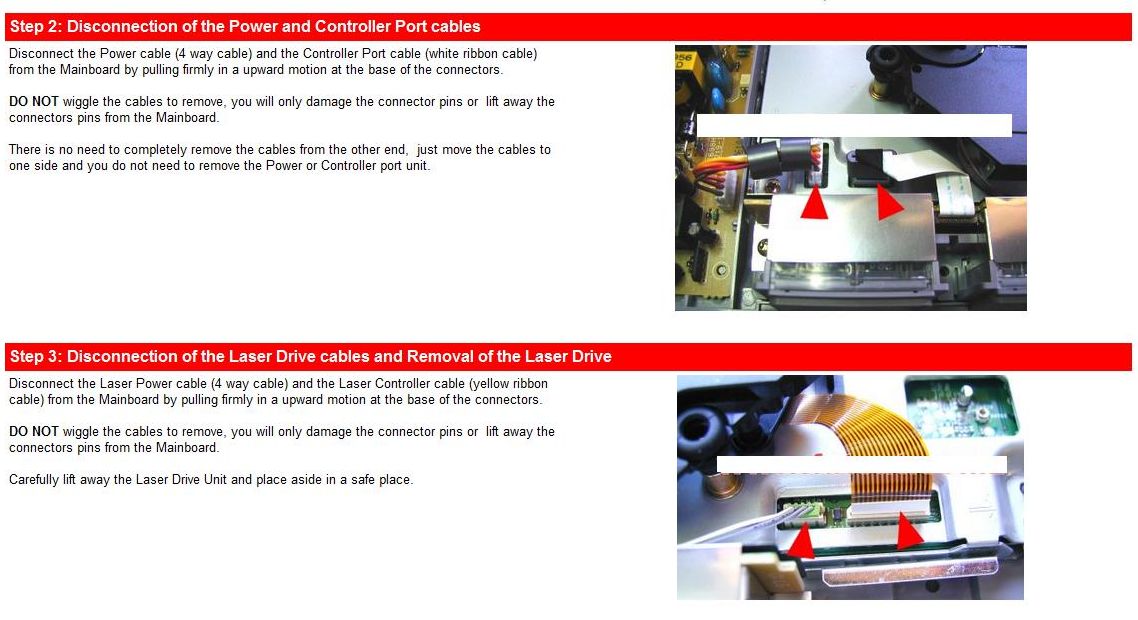 Step 2: Disconnection of the Power and Controller Port cables
Disconnect the Power cable (4 way cable) and the Controller Port cable (white ribbon cable)
from the Mainboard by pulling firmly in a upward motion at the base of the connectors.
DO NOT wiggle the cables to remove, you will only damage the connector pins or lift away the
connectors pins from the Mainboard.
There is no need to completely remove the cables from the other end, just move the cables to
one side and you do not need to remove the Power or Controller port unit.
Step 3: Disconnection of the Laser Drive cables and Removal of the Laser Drive
Disconnect the Laser Power cable (4 way cable) and the Laser Controller cable (yellow ribbon
cable) from the Mainboard by pulling firmly in a upward motion at the base of the connectors.
DO NOT wiggle the cables to remove, you will only damage the connector pins or lift away the
connectors pins from the Mainboard.
Carefully lift away the Laser Drive Unit and place aside in a safe place.